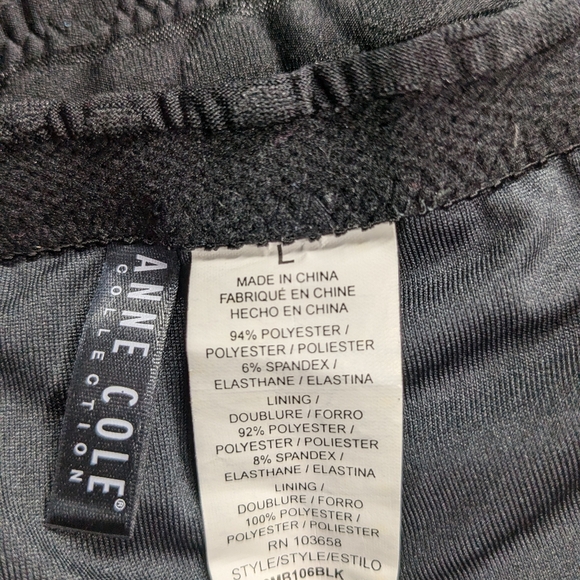 ANNE COLE®
COLLECTION
L
MADE IN CHINA
FABRIQUÉ EN CHINE
HECHO EN CHINA
94% POLYESTER /
POLYESTER / POLIESTER
6% SPANDEX /
ELASTHANE / ELASTINA
LINING /
DOUBLURE / FORRO
92% POLYESTER /
POLYESTER / POLIESTER
8% SPANDEX /
ELASTHANE / ELASTINA
LINING /
DOUBLURE / FORRO
100% POLYESTER /
POLYESTER / POLIESTER
RN 103658
STYLE/STYLE/ESTILO